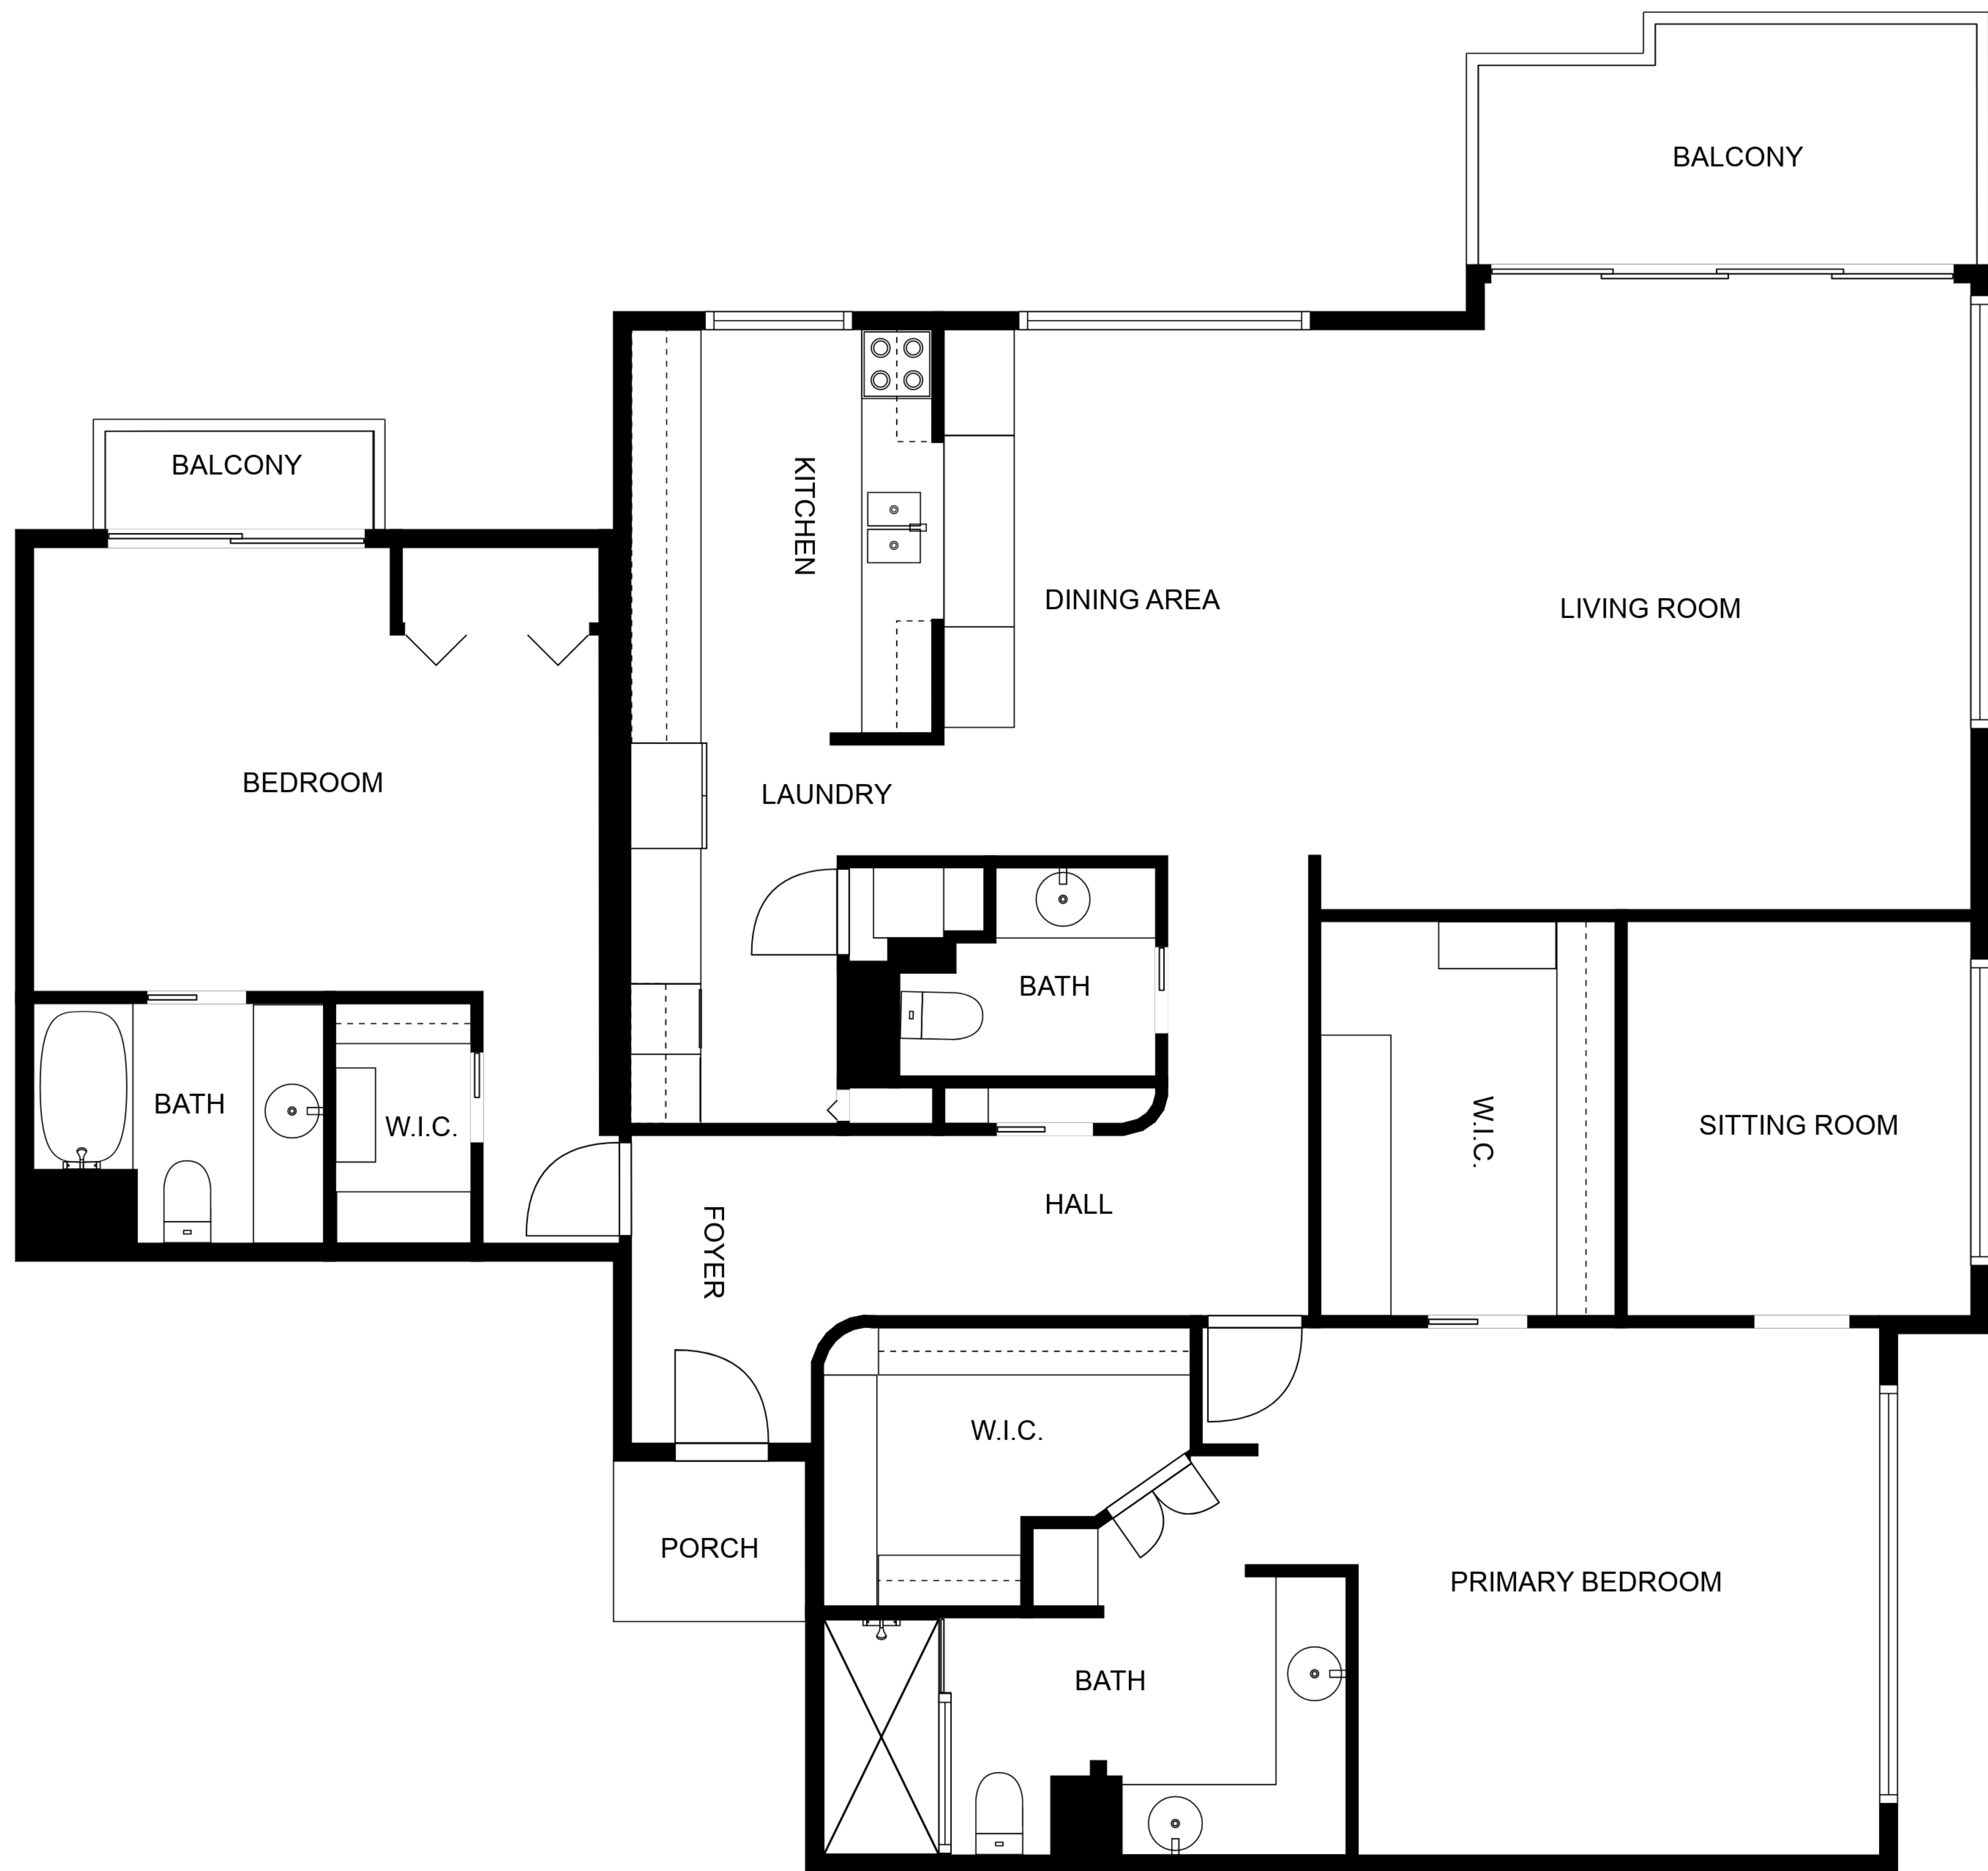 BALCONY
BALCONY
KITCHEN
DINING AREA
LIVING ROOM
BEDROOM
LAUNDRY
BATH
BATH
W.I.C.
W.I.C.
SITTING ROOM
HALL
FOYER
W.I.C.
PORCH
PRIMARY BEDROOM
BATH